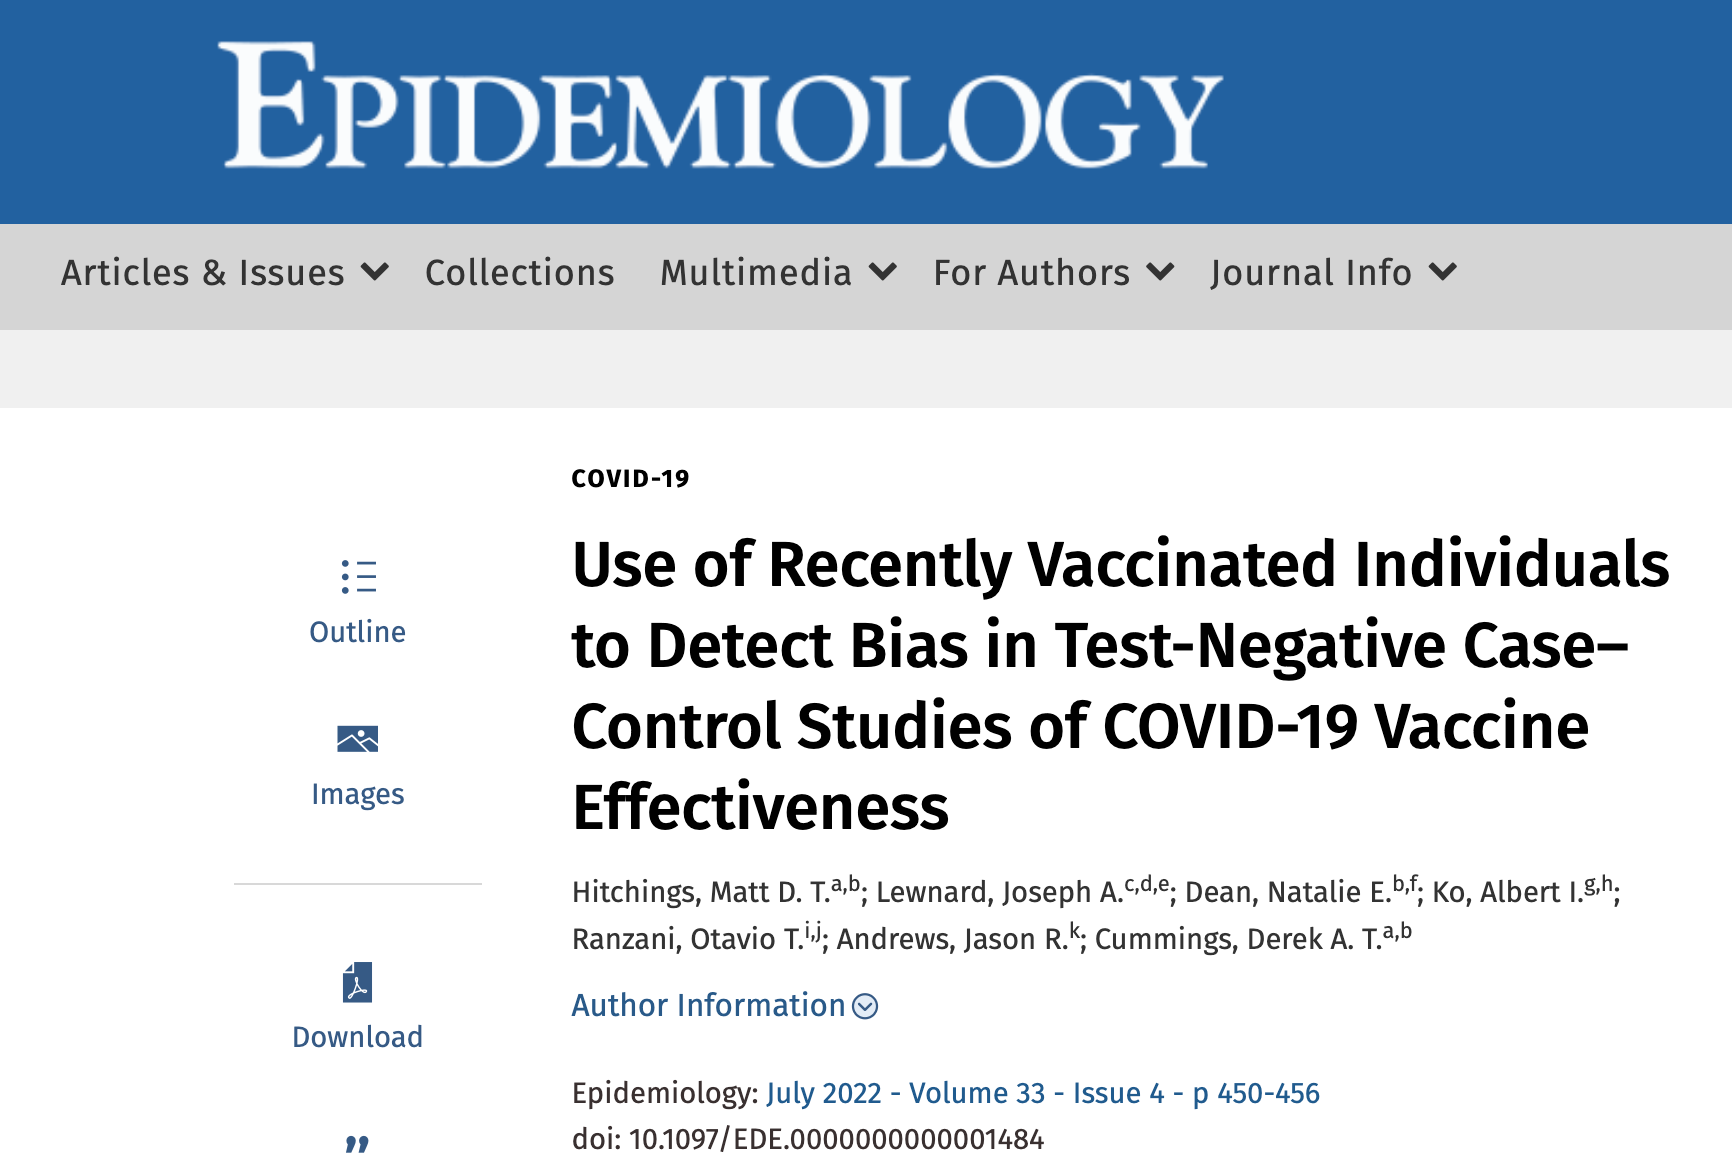 EPIDEMIOLOGY
Articles & Issues Collections Multimedia For Authors Journal Info
COVID-19
Use of Recently Vaccinated Individuals
to Detect Bias in Test-Negative Case–
Control Studies of COVID-19 Vaccine
Effectiveness
Outline
Images
Download
Hitchings, Matt D. T.a,b; Lewnard, Joseph A.c,d,e; Dean, Natalie E.b,f; Ko, Albert I.g,h;
Ranzani, Otavio T.i,j; Andrews, Jason R.k; Cummings, Derek A. T.a,b
Author Information
Epidemiology: July 2022 - Volume 33 - Issue 4 - p 450-456
doi: 10.1097/EDE.0000000000001484